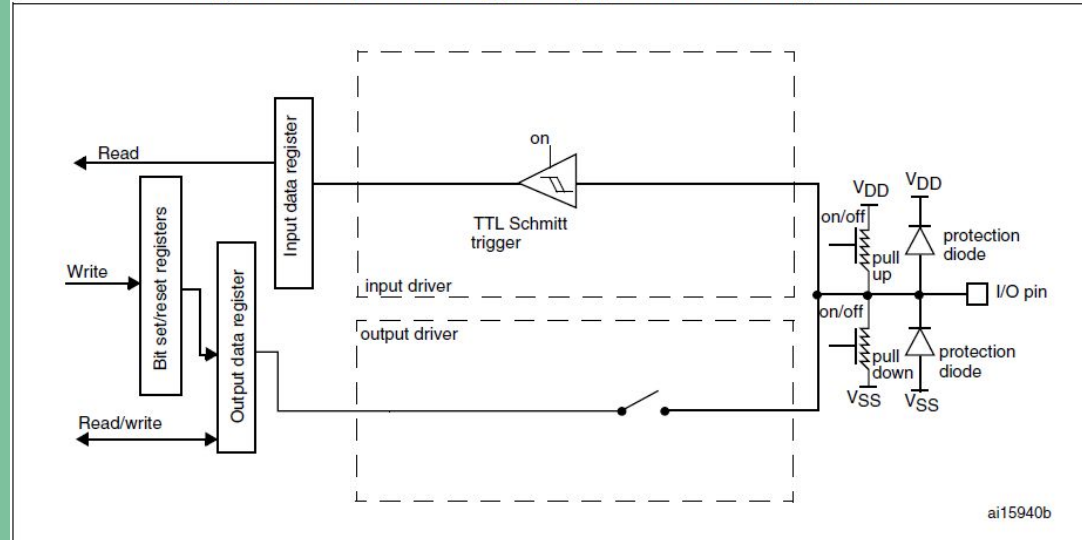 Read
Write
Read/write
Bit set/reset registers
Input data register
Output data register
on
TTL Schmitt
trigger
input driver
output driver
VDD
on/off
pull
up
VDD
protection
diode
I/O pin
on/off
pull
down
VSS
protection
diode
VSS
ai15940b